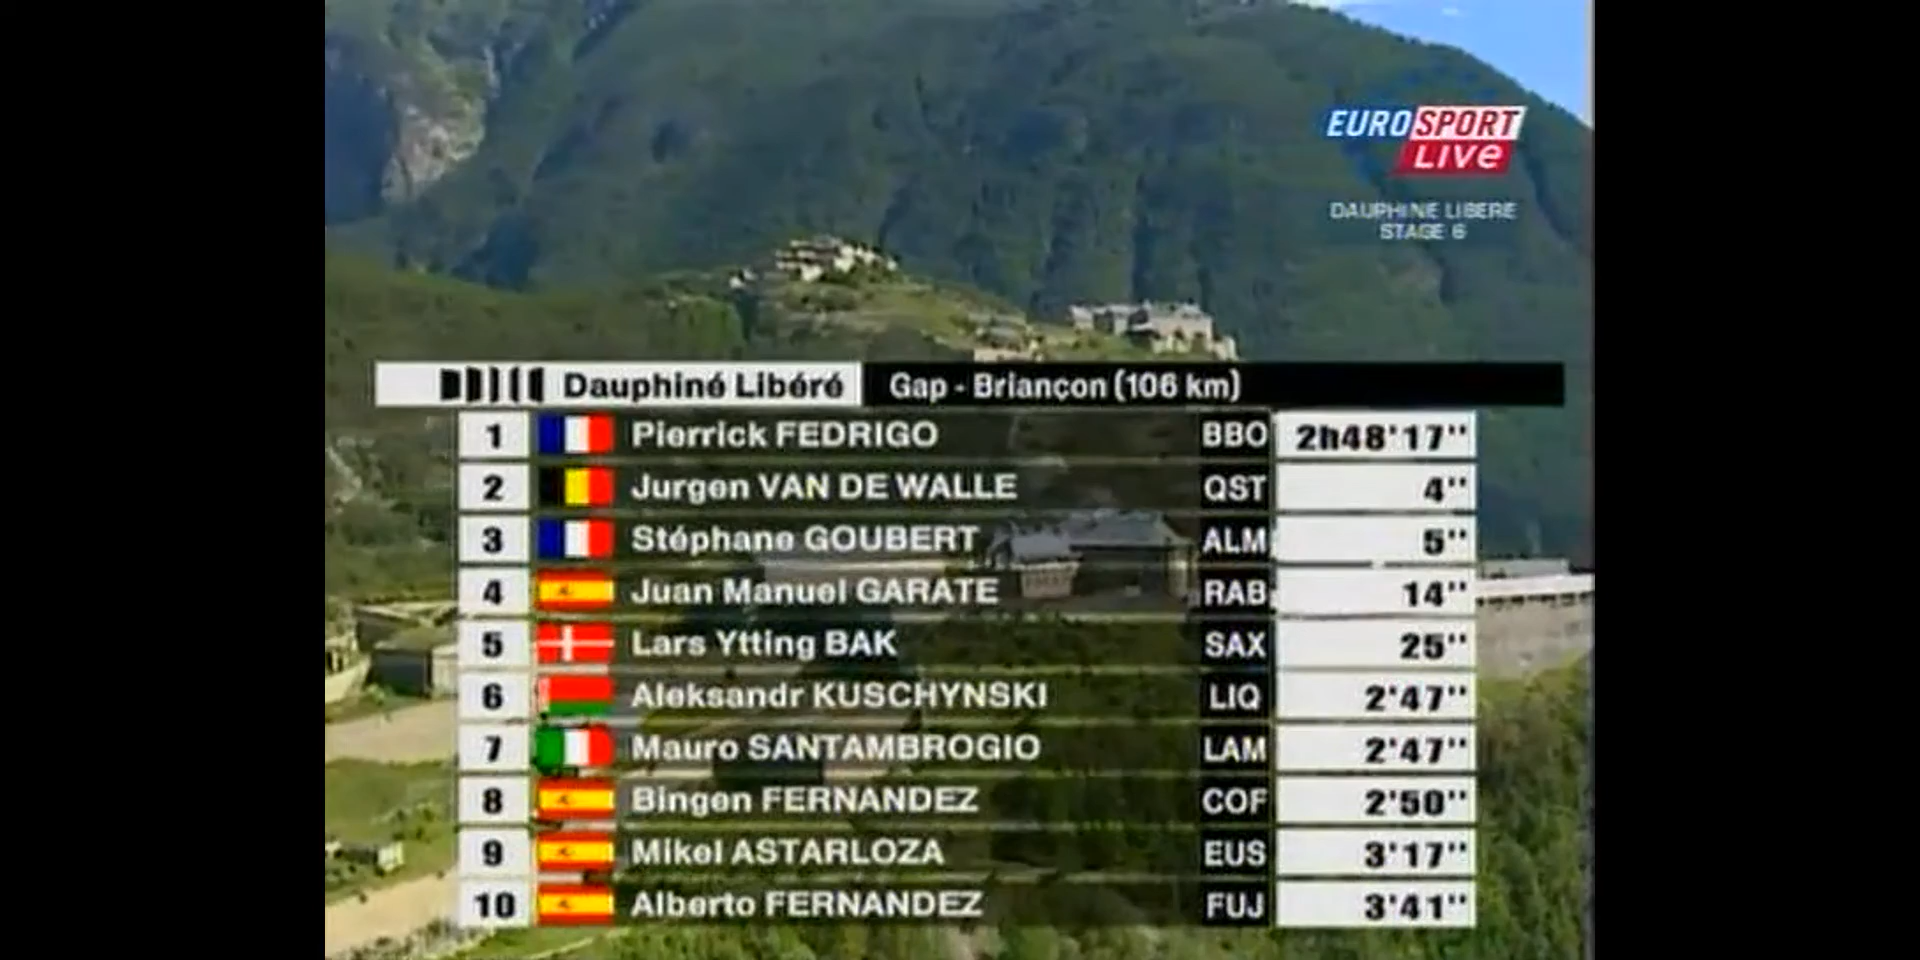 EUROSPORT
LIVE
DAUPHINE LIBERE
STAGE 6
Dauphiné Libéré Gap - Briançon (106 km)
1 Pierrick FEDRIGO BBO 2h48'17''
2 Jurgen VAN DE WALLE QST 4''
3 Stéphane GOUBERT ALM 5''
4 Juan Manuel GARATE RAB 14''
5 Lars Ytting BAK SAX 25''
6 Aleksandr KUSCHYNSKI LIQ 2'47''
7 Mauro SANTAMBROGIO LAM 2'47''
8 Bingen FERNANDEZ COF 2'50''
9 Mikel ASTARLOZA EUS 3'17''
10 Alberto FERNANDEZ FUJ 3'41''